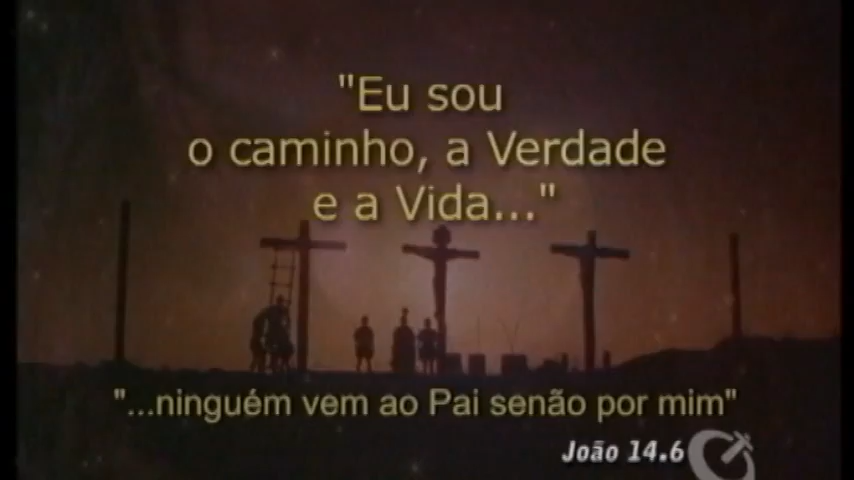 "Eu sou
o caminho, a Verdade
e a Vida..."
"...ninguém vem ao Pai senão por mim"
João 14.6